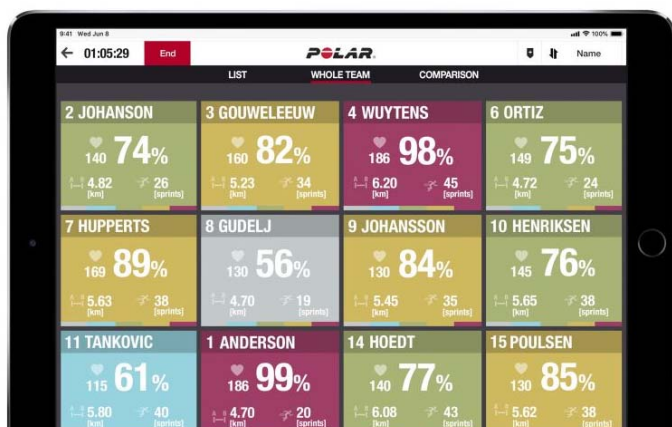 9:41 Wed Jun 8 100%
01:05:29 End POLAR. Name
LIST WHOLE TEAM COMPARISON
2 JOHANSON 3 GOUWELEEUW 4 WUYTENS 6 ORTIZ
140 74% 160 82% 186 98% 149 75%
4.82 26 5.23 34 6.20 45 4.72 24
[km] [sprints] [km] [sprints] [km] [sprints] [km] [sprints]
7 HUPPERTS 8 GUDELJ 9 JOHANSSON 10 HENRIKSEN
169 89% 130 56% 130 84% 145 76%
5.63 38 4.70 19 5.45 35 5.65 38
[km] [sprints] [km] [sprints] [km] [sprints] [km] [sprints]
11 TANKOVIC 1 ANDERSON 14 HOEDT 15 POULSEN
115 61% 186 99% 140 77% 130 85%
5.80 40 4.70 20 6.08 43 5.62 38
[km] [sprints] [km] [sprints] [km] [sprints] [km] [sprints]